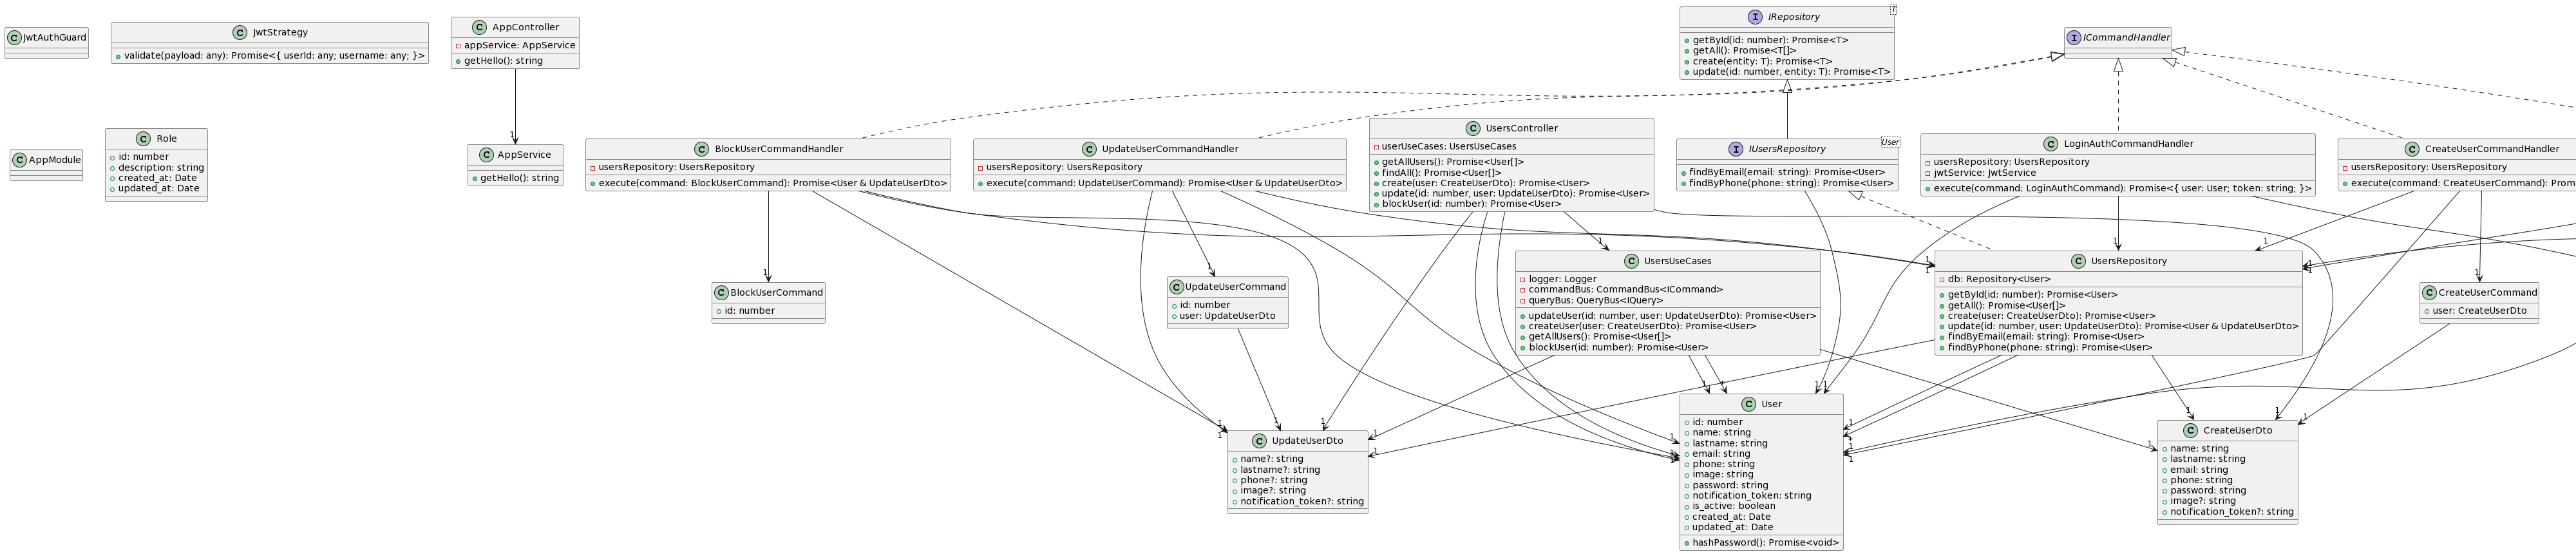 JwtAuthGuard
JwtStrategy
validate(payload: any): Promise<{ userId: any; username: any; }>
AppController
appService: AppService
getHello(): string
IRepository
T
getById(id: number): Promise<T>
getAll(): Promise<T[]>
create(entity: T): Promise<T>
update(id: number, entity: T): Promise<T>
ICommandHandler
AppModule
Role
id: number
description: string
created_at: Date
updated_at: Date
1
AppService
getHello(): string
BlockUserCommandHandler
usersRepository: UsersRepository
execute(command: BlockUserCommand): Promise<User & UpdateUserDto>
UpdateUserCommandHandler
usersRepository: UsersRepository
execute(command: UpdateUserCommand): Promise<User & UpdateUserDto>
UsersController
userUseCases: UsersUseCases
getAllUsers(): Promise<User[]>
findAll(): Promise<User[]>
create(user: CreateUserDto): Promise<User>
update(id: number, user: UpdateUserDto): Promise<User>
blockUser(id: number): Promise<User>
IUsersRepository
User
findByEmail(email: string): Promise<User>
findByPhone(phone: string): Promise<User>
LoginAuthCommandHandler
usersRepository: UsersRepository
jwtService: JwtService
execute(command: LoginAuthCommand): Promise<{ user: User; token: string; }>
CreateUserCommandHandler
usersRepository: UsersRepository
execute(command: CreateUserCommand): Prom
1
BlockUserCommand
id: number
1
UpdateUserCommand
id: number
user: UpdateUserDto
1
UsersUseCases
logger: Logger
commandBus: CommandBus<ICommand>
queryBus: QueryBus<IQuery>
updateUser(id: number, user: UpdateUserDto): Promise<User>
createUser(user: CreateUserDto): Promise<User>
getAllUsers(): Promise<User[]>
blockUser(id: number): Promise<User>
1
1
1
1
1
1
UsersRepository
db: Repository<User>
getById(id: number): Promise<User>
getAll(): Promise<User[]>
create(user: CreateUserDto): Promise<User>
update(id: number, user: UpdateUserDto): Promise<User & UpdateUserDto>
findByEmail(email: string): Promise<User>
findByPhone(phone: string): Promise<User>
1
CreateUserCommand
user: CreateUserDto
1
1
1
1
1
1
UpdateUserDto
name?: string
lastname?: string
phone?: string
image?: string
notification_token?: string
1
*
1
1
1
1
User
id: number
name: string
lastname: string
email: string
phone: string
image: string
password: string
notification_token: string
is_active: boolean
created_at: Date
updated_at: Date
hashPassword(): Promise<void>
1
*
1
1
1
1
1
1
CreateUserDto
name: string
lastname: string
email: string
phone: string
password: string
image?: string
notification_token?: string